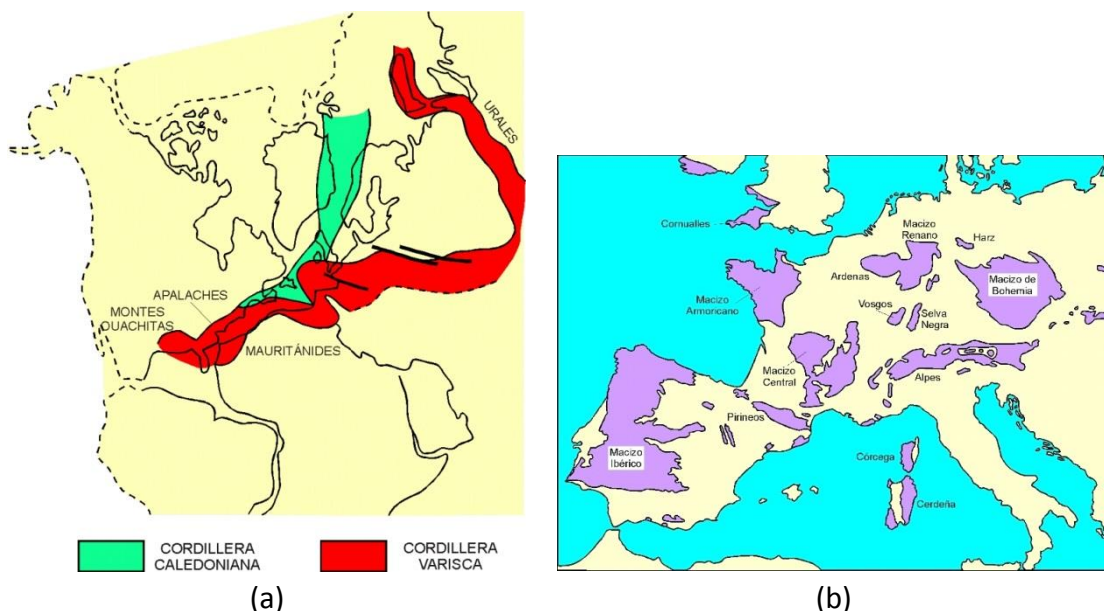 URALES
APALACHES
MONTES
OUACHITAS
MAURITÁNIDES
CORDILLERA
CALEDONIANA
CORDILLERA
VARISCA
(a)
Cornualles
Macizo
Renano
Harz
Ardenas
Macizo de
Bohemia
Macizo
Armoricano
Vosgos
Selva
Negra
Macizo
Central
Alpes
Pirineos
Macizo
Ibérico
Córcega
Cerdeña
(b)